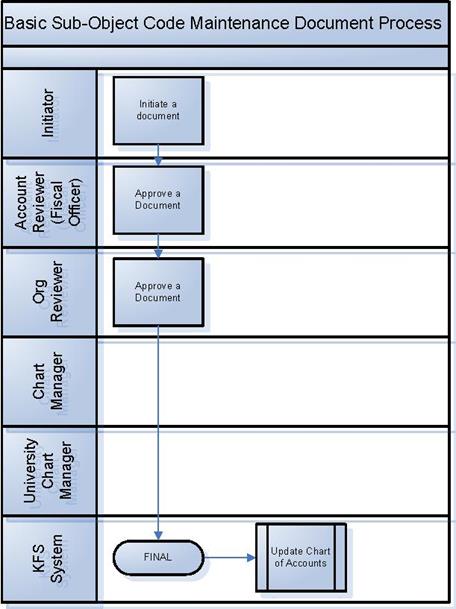 Basic Sub-Object Code Maintenance Document Process
Initiator
Initiate a
document
Account
Reviewer
(Fiscal
Officer)
Approve a
Document
Org
Reviewer
Approve a
Document
Chart
Manager
University
Chart
Manager
KFS
System
FINAL
Update Chart
of Accounts